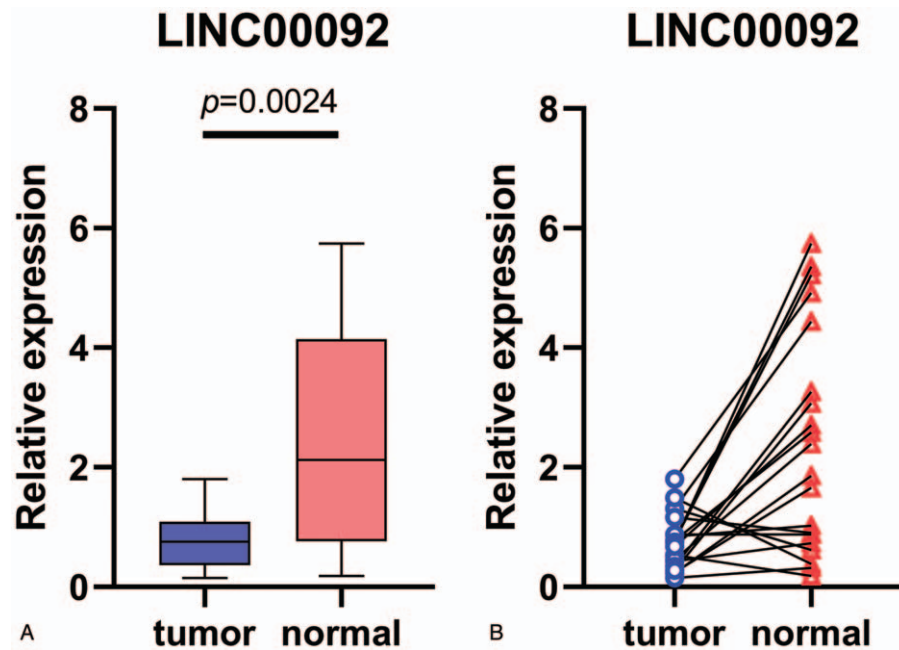 LINC00092
p=0.0024
Relative expression
8
6
4
2
0
tumor normal
A
LINC00092
Relative expression
8
6
4
2
0
tumor normal
B